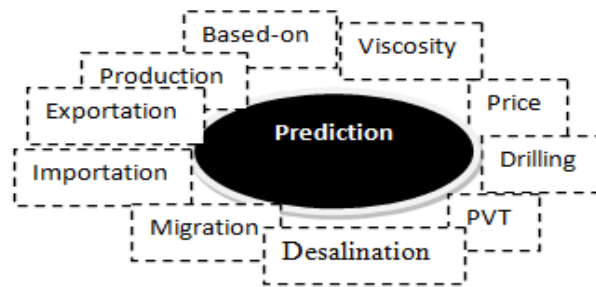 Based-on
Viscosity
Production
Exportation
Price
Prediction
Importation
Drilling
Migration
PVT
Desalination